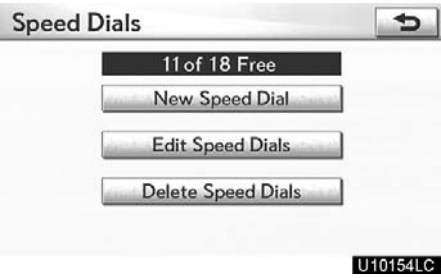 Speed Dials
11 of 18 Free
New Speed Dial
Edit Speed Dials
Delete Speed Dials
U10154LC